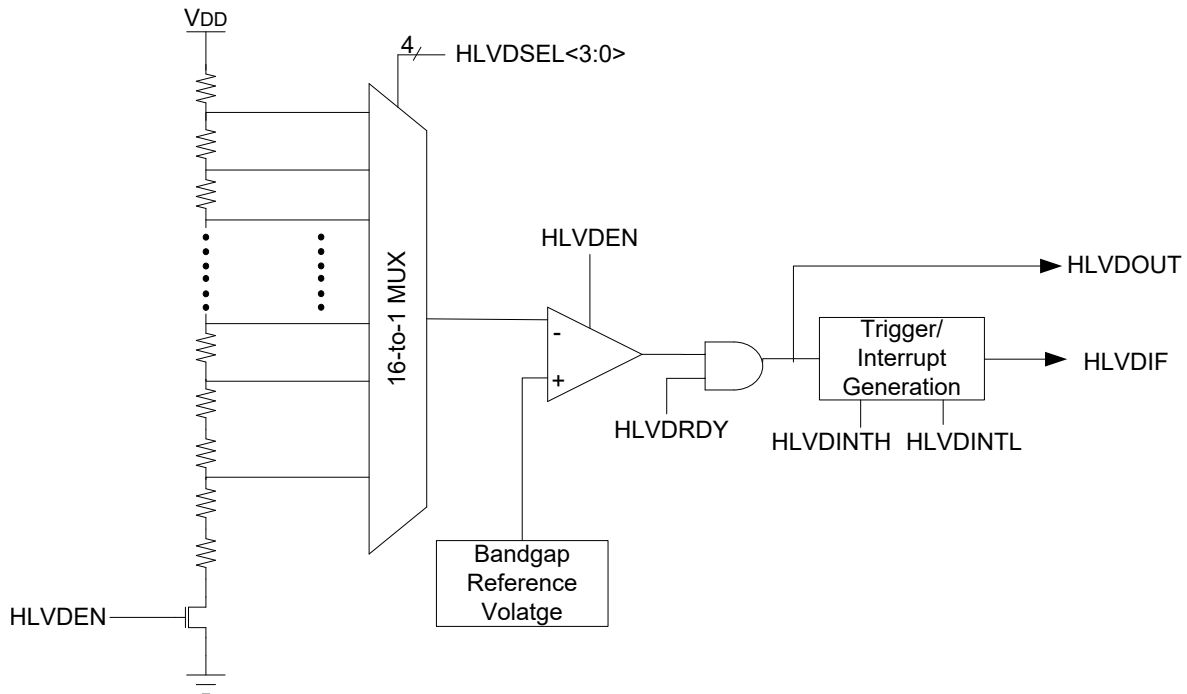 VDD
4
HLVDSEL<3:0>
16-to-1 MUX
HLVDEN
-
+
HLVDRDY
HLVDOUT
Trigger/
Interrupt
Generation
HLVDIF
HLVDINTH HLVDINTL
Bandgap
Reference
Volatge
HLVDEN